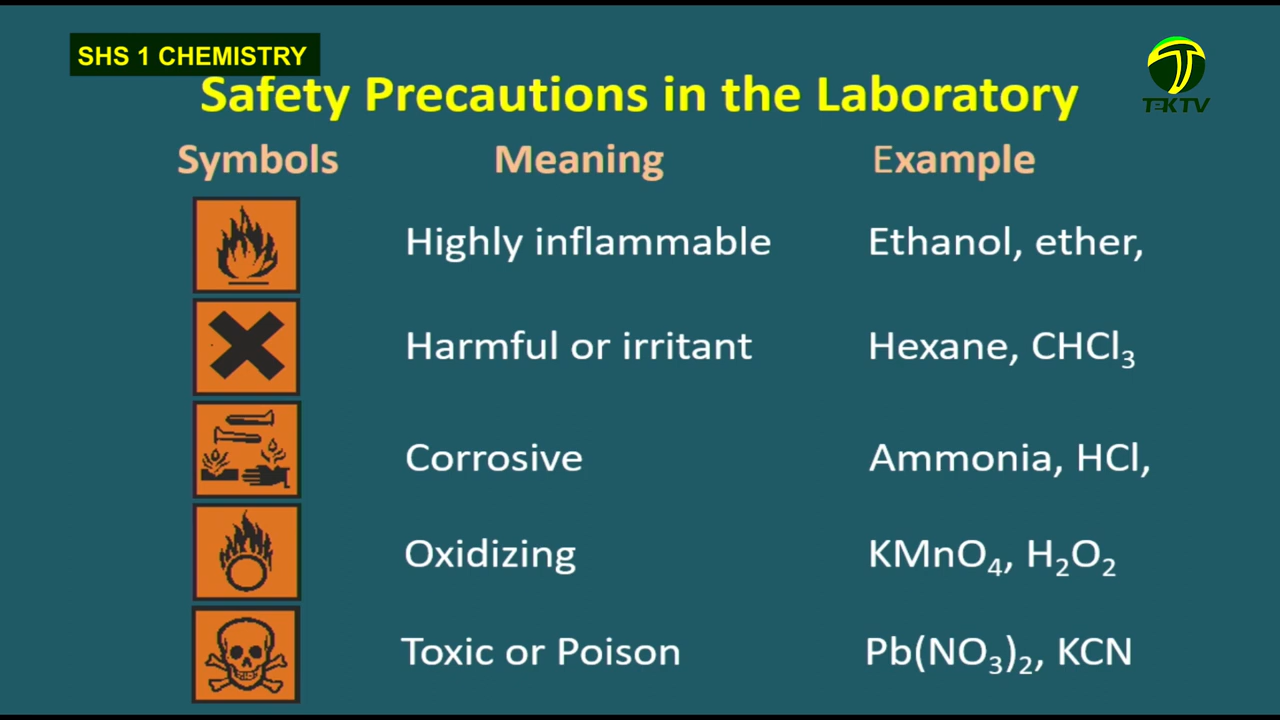 SHS 1 CHEMISTRY
TEKTV
Safety Precautions in the Laboratory
Symbols Meaning Example
Highly inflammable Ethanol, ether,
Harmful or irritant Hexane, CHCl₃
Corrosive Ammonia, HCl,
Oxidizing KMnO₄, H₂O₂
Toxic or Poison Pb(NO₃)₂, KCN